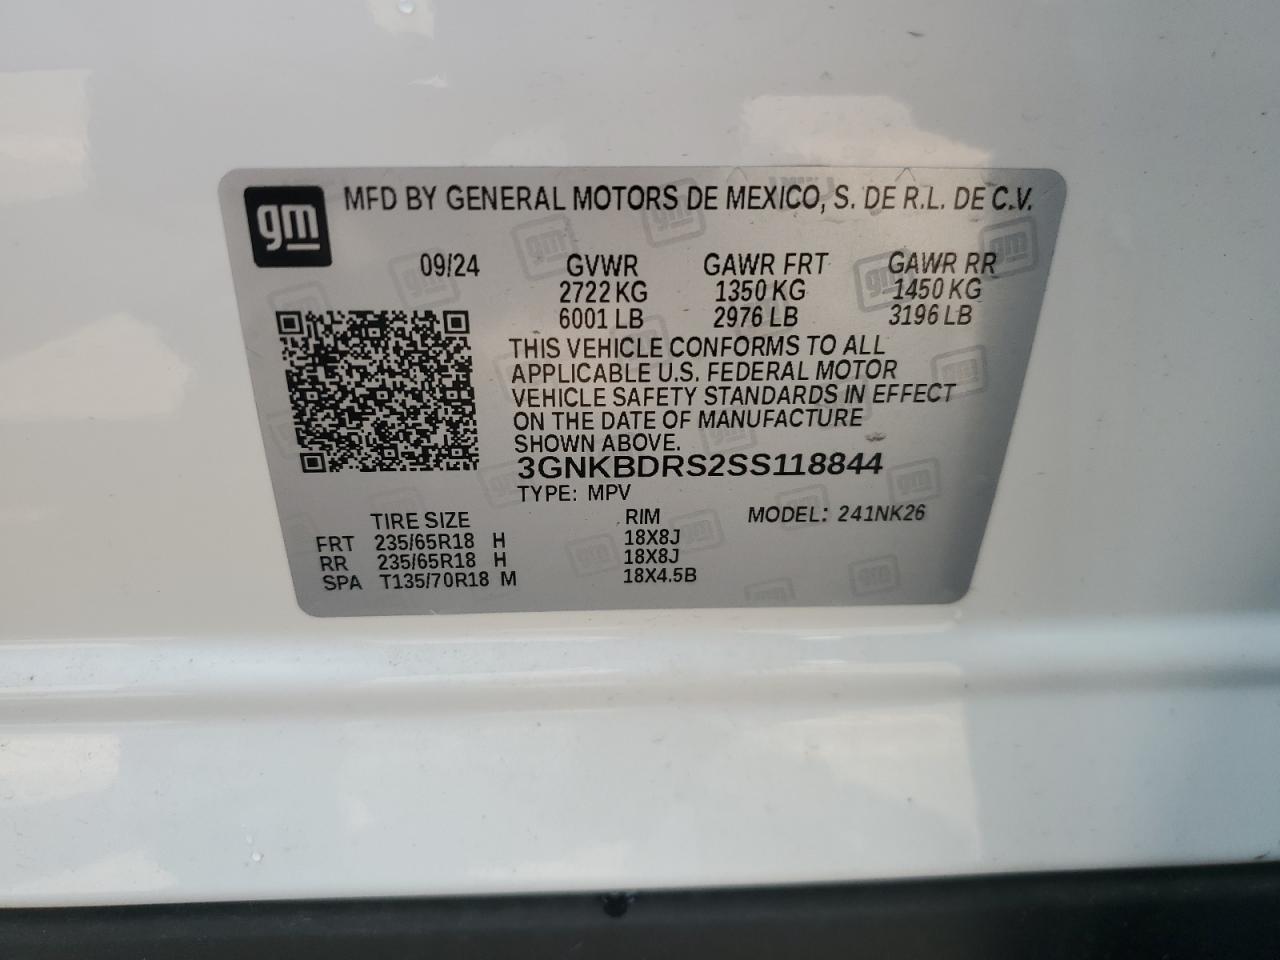 gm MFD BY GENERAL MOTORS DE MEXICO, S. DE R.L. DE C.V.
09/24 GVWR GAWR FRT GAWR RR
2722 KG 1350 KG 1450 KG
6001 LB 2976 LB 3196 LB
THIS VEHICLE CONFORMS TO ALL
APPLICABLE U.S. FEDERAL MOTOR
VEHICLE SAFETY STANDARDS IN EFFECT
ON THE DATE OF MANUFACTURE
SHOWN ABOVE.
3GNKBDRS2SS118844
TYPE: MPV
TIRE SIZE RIM MODEL: 241NK26
FRT 235/65R18 H 18X8J
RR 235/65R18 H 18X8J
SPA T135/70R18 M 18X4.5B